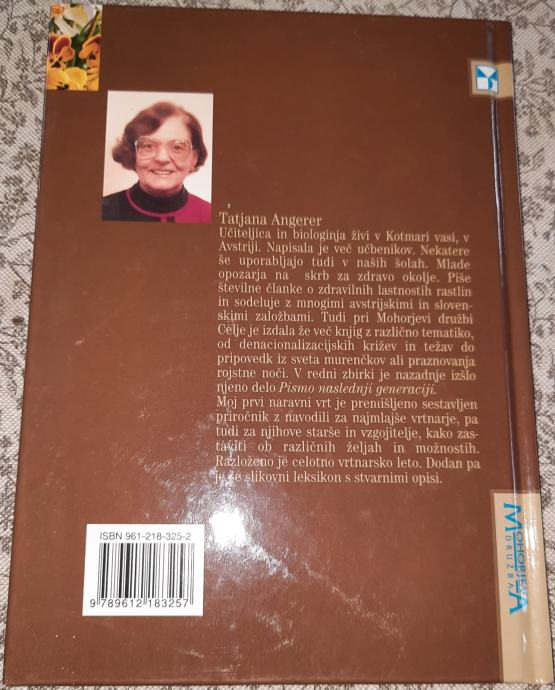 Tatjana Angerer
Učiteljica in biologinja živi v Kotmari vasi, v
Avstriji. Napisala je več učbenikov. Nekatere
še uporabljajo tudi v naših šolah. Mlade
opozarja na skrb za zdravo okolje. Piše
številne članke o zdravilnih lastnostih rastlin
in sodeluje z mnogimi avstrijskimi in sloven-
skimi založbami. Tudi pri Mohorjevi družbi
Celje je izdala že več knjig z različno tematiko,
od denacionalizacijskih križev in težav do
pripovedk iz sveta murenčkov ali praznovanja
rojstne noči. V redni zbirki je nazadnje izšlo
njeno delo Pismo naslednji generaciji.
Moj prvi naravni vrt je premišljeno sestavljen
priročnik z navodili za najmlajše vrtnarje, pa
tudi za njihove starše in vzgojitelje, kako zas-
taviti ob različnih željah in možnostih.
Razloženo je celotno vrtnarsko leto. Dodan pa
je še slikovni leksikon s stvarnimi opisi.
ISBN 961-218-325-2
9 789612 183257
MOHORJEVA
DRUŽBA